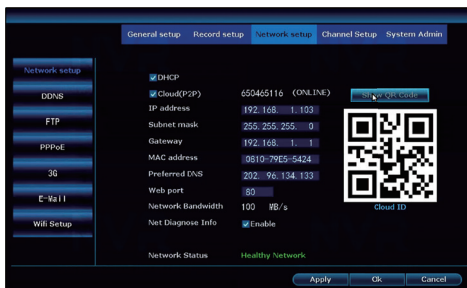 General setup Record setup Network setup Channel Setup System Admin
Network setup
DDNS
FTP
PPPoE
3G
E-Mail
Wifi Setup
DHCP
Cloud(P2P) 650465116 (ONLINE) Show QR Code
IP address 192.168. 1.103
Subnet mask 255.255.255. 0
Gateway 192.168. 1. 1
MAC address 0810-79E5-5424
Preferred DNS 202. 96.134.133
Web port 80
Network Bandwidth 100 MB/s
Net Diagnose Info Enable
Cloud ID
Network Status Healthy Network
Apply Ok Cancel